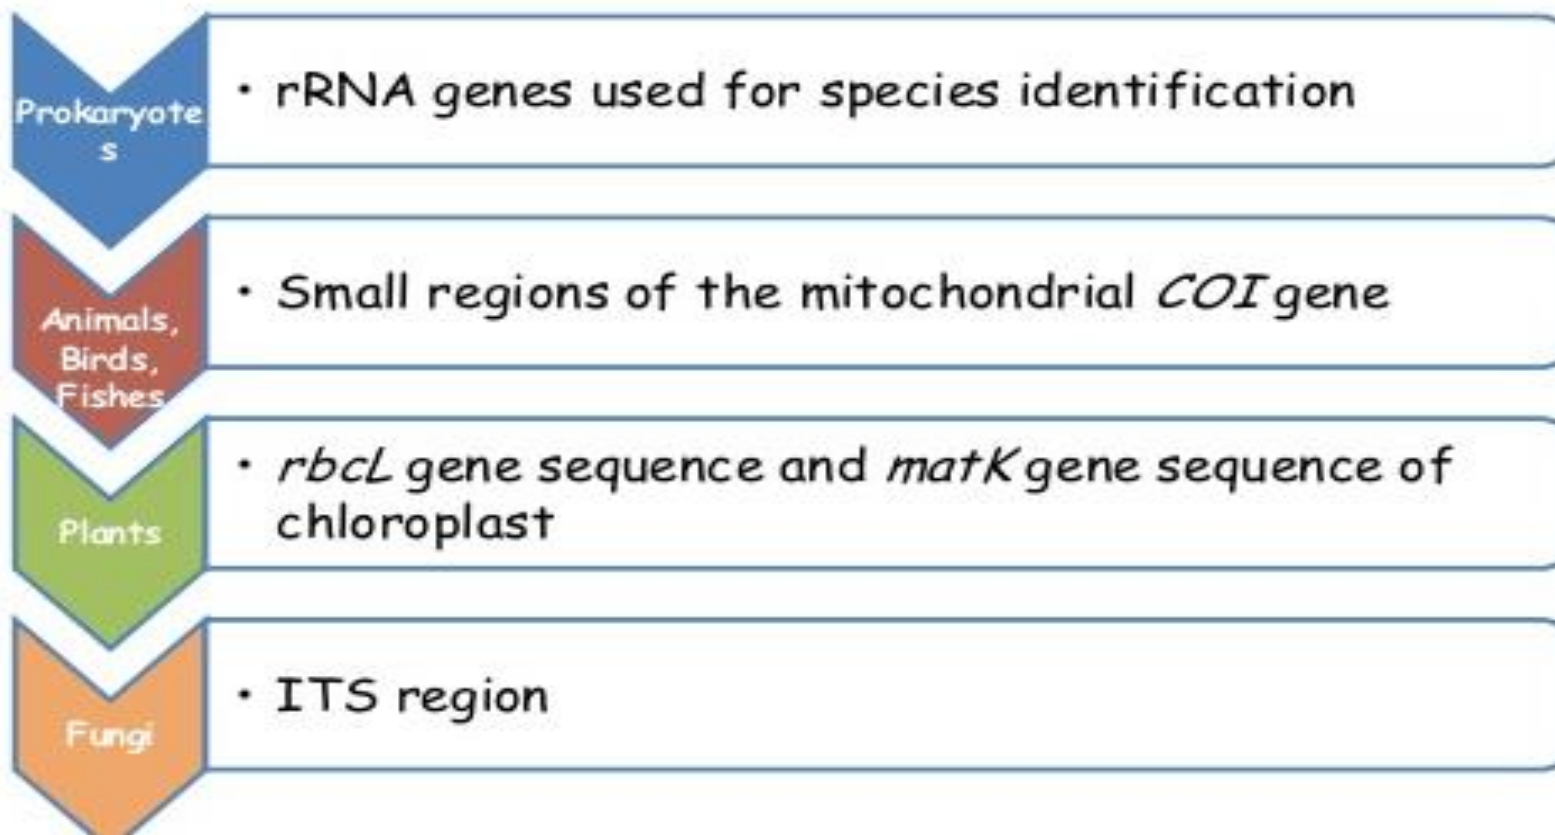 Prokaryote
s
• rRNA genes used for species identification
Animals,
Birds,
Fishes
• Small regions of the mitochondrial COI gene
Plants
• rbcL gene sequence and matK gene sequence of
chloroplast
Fungi
• ITS region